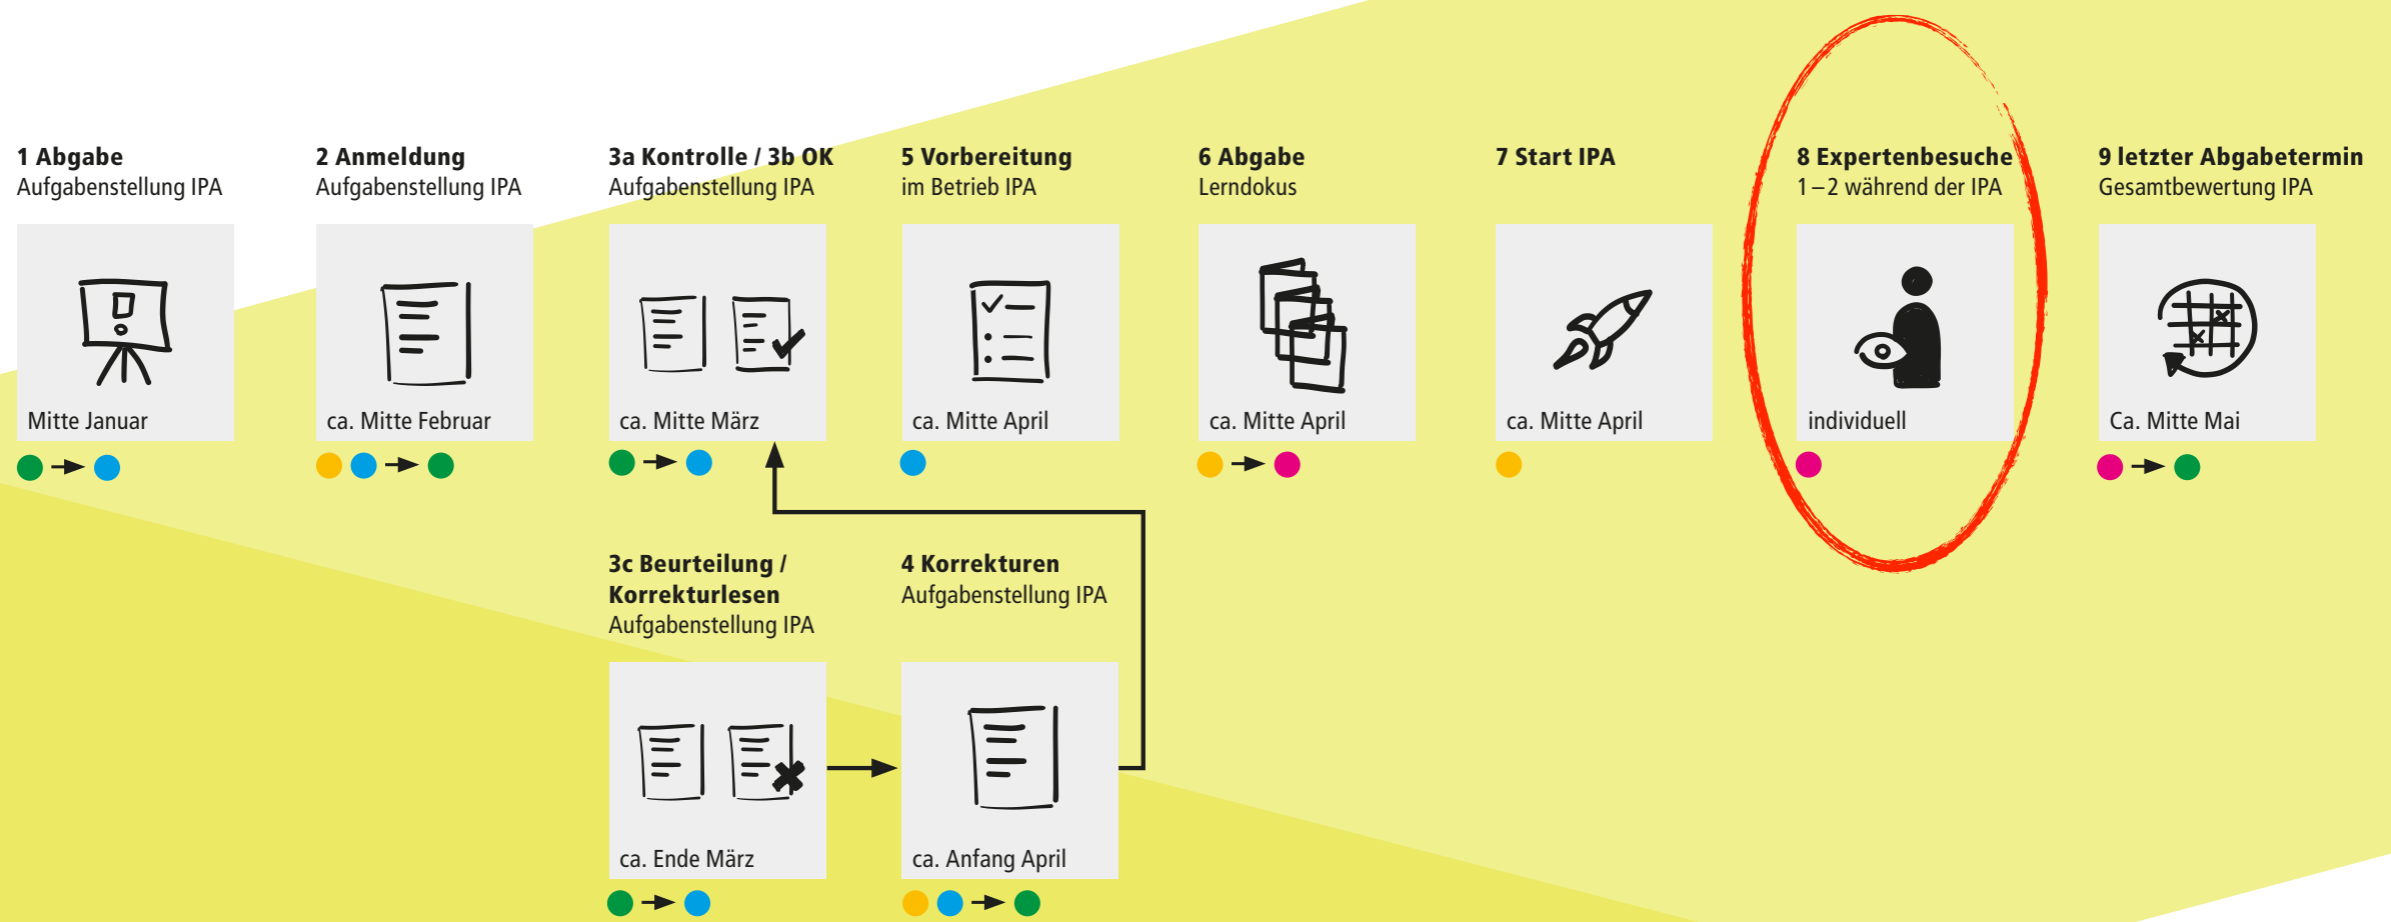 1 Abgabe
Aufgabenstellung IPA
Mitte Januar
2 Anmeldung
Aufgabenstellung IPA
ca. Mitte Februar
3a Kontrolle / 3b OK
Aufgabenstellung IPA
ca. Mitte März
5 Vorbereitung
im Betrieb IPA
ca. Mitte April
6 Abgabe
Lerndokus
ca. Mitte April
7 Start IPA
ca. Mitte April
8 Expertenbesuche
1–2 während der IPA
individuell
9 letzter Abgabetermin
Gesamtbewertung IPA
Ca. Mitte Mai
3c Beurteilung /
Korrekturlesen
Aufgabenstellung IPA
ca. Ende März
4 Korrekturen
Aufgabenstellung IPA
ca. Anfang April